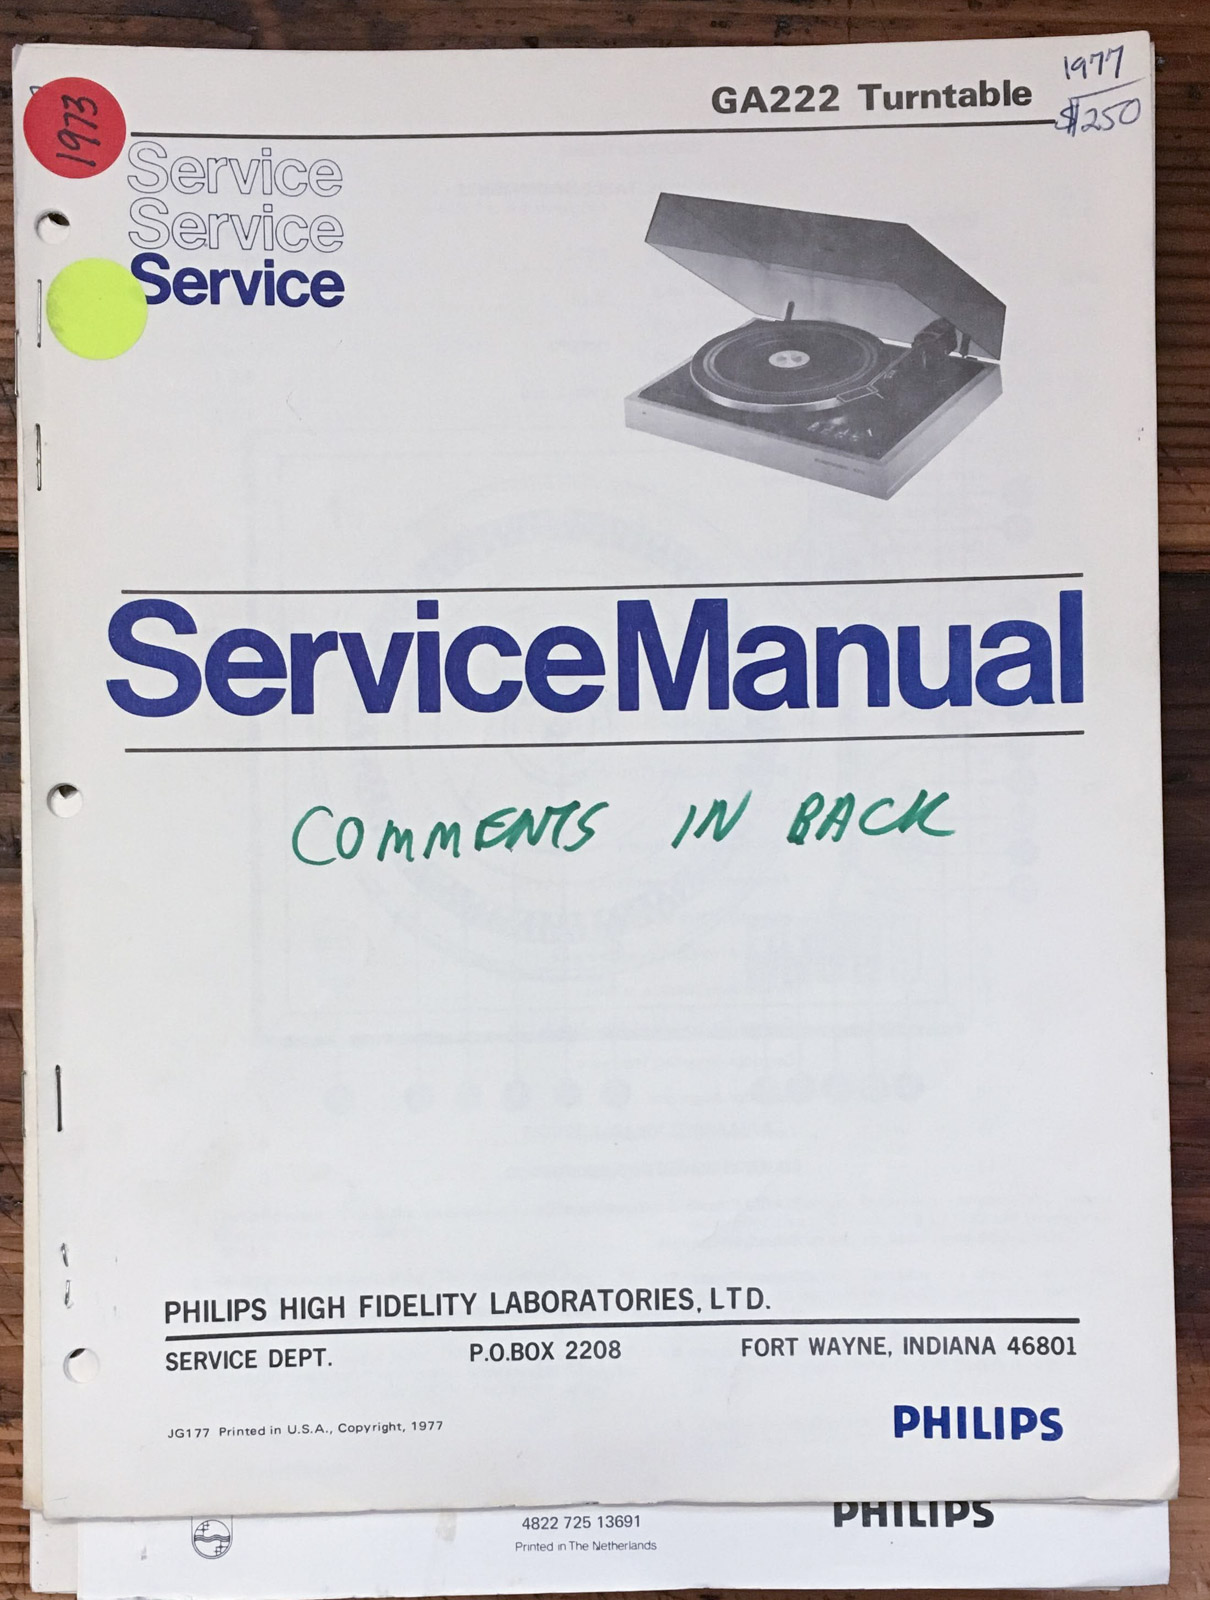 1977
GA222 Turntable
$250
1973
Service
Service
Service
Service Manual
COMMENTS IN BACK
PHILIPS HIGH FIDELITY LABORATORIES, LTD.
SERVICE DEPT. P.O.BOX 2208 FORT WAYNE, INDIANA 46801
JG177 Printed in U.S.A., Copyright, 1977
PHILIPS
PHILIPS
4822 725 13691
Printed in The Netherlands